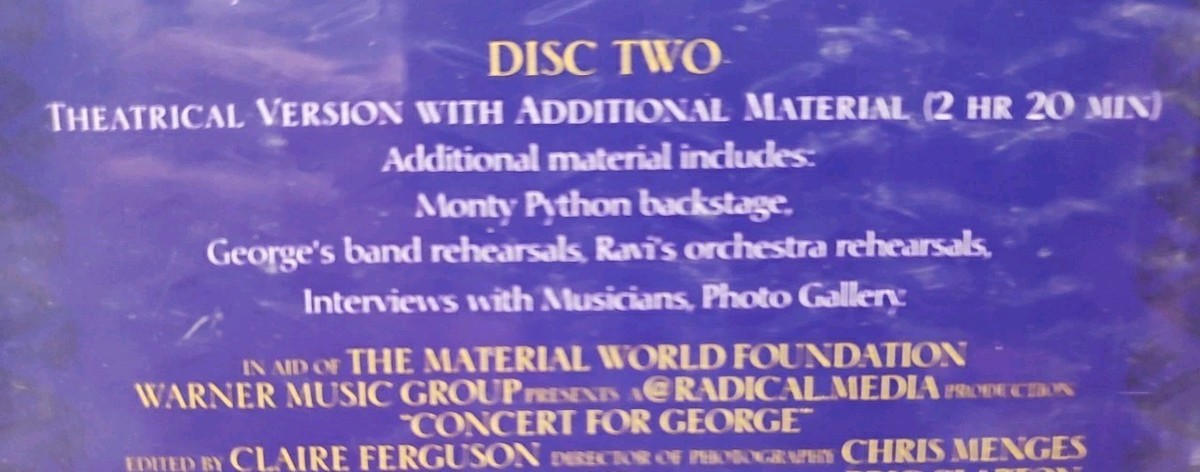 DISC TWO
THEATRICAL VERSION WITH ADDITIONAL MATERIAL (2 HR 20 MIN)
Additional material includes:
Monty Python backstage,
George's band rehearsals, Ravi's orchestra rehearsals,
Interviews with Musicians, Photo Gallery
IN AID OF THE MATERIAL WORLD FOUNDATION
WARNER MUSIC GROUP PRESENTS A @RADICAL.MEDIA PRODUCTION
"CONCERT FOR GEORGE"
EDITED BY CLAIRE FERGUSON DIRECTOR OF PHOTOGRAPHY CHRIS MENGES